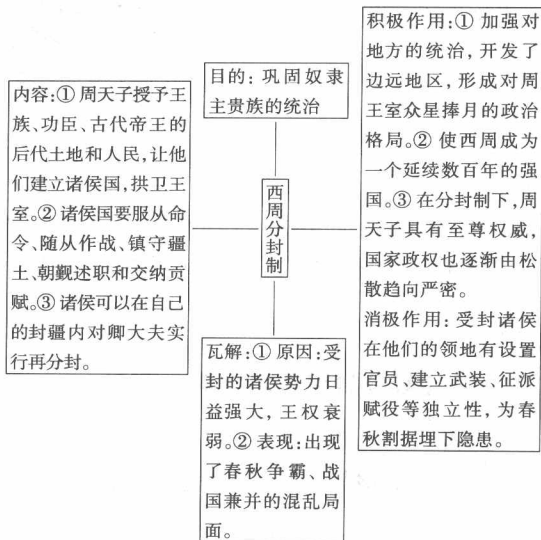 目的：巩固奴隶
主贵族的统治
内容：① 周天子授予王
族、功臣、古代帝王的
后代土地和人民，让他
们建立诸侯国，拱卫王
室。② 诸侯国要服从命
令、随从作战、镇守疆
土、朝觐述职和交纳贡
赋。③ 诸侯可以在自己
的封疆内对卿大夫实
行再分封。
西周分封制
积极作用：① 加强对
地方的统治，开发了
边远地区，形成对周
王室众星捧月的政治
格局。② 使西周成为
一个延续数百年的强
国。③ 在分封制下，周
天子具有至尊权威，
国家政权也逐渐由松
散趋向严密。
消极作用：受封诸侯
在他们的领地有设置
官员、建立武装、征派
赋役等独立性，为春
秋割据埋下隐患。
瓦解：① 原因：受
封的诸侯势力日
益强大，王权衰
弱。② 表现：出现
了春秋争霸、战
国兼并的混乱局
面。